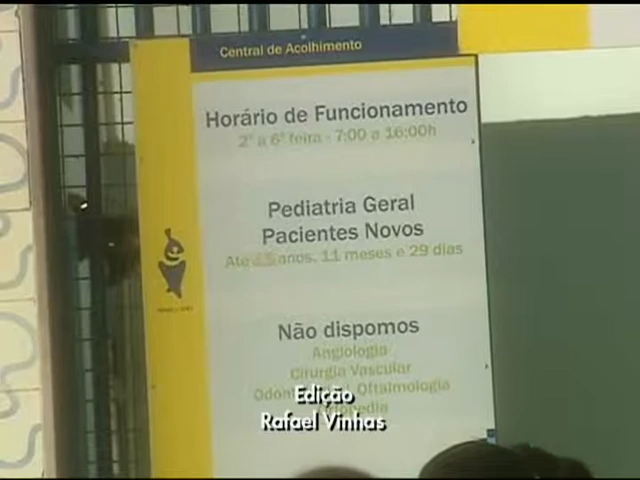 Central de Acolhimento
Horário de Funcionamento
2ª a 6ª feira - 7:00 a 16:00h
Pediatria Geral
Pacientes Novos
Até anos, 11 meses e 29 dias
Não dispomos
Angiologia
Cirurgia Vascular
Oftalmologia
Edição
Rafael Vinhas